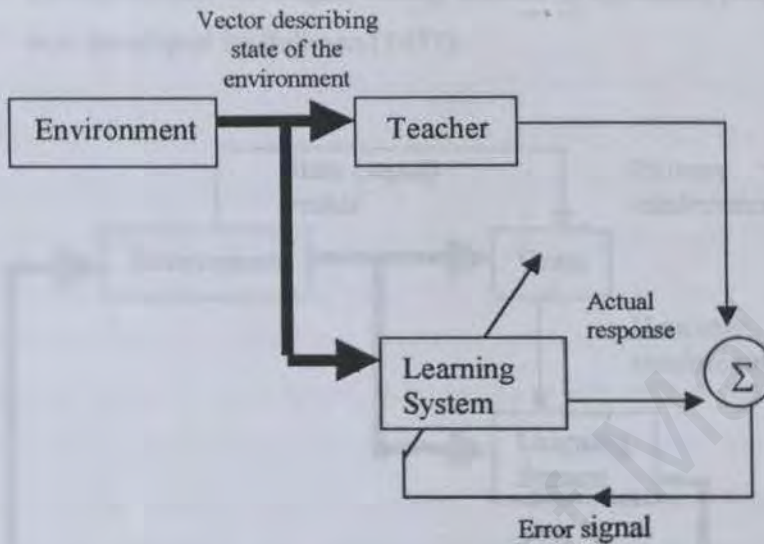 Vector describing
state of the
environment
Environment
Teacher
Actual
response
Learning
System
Σ
Error signal